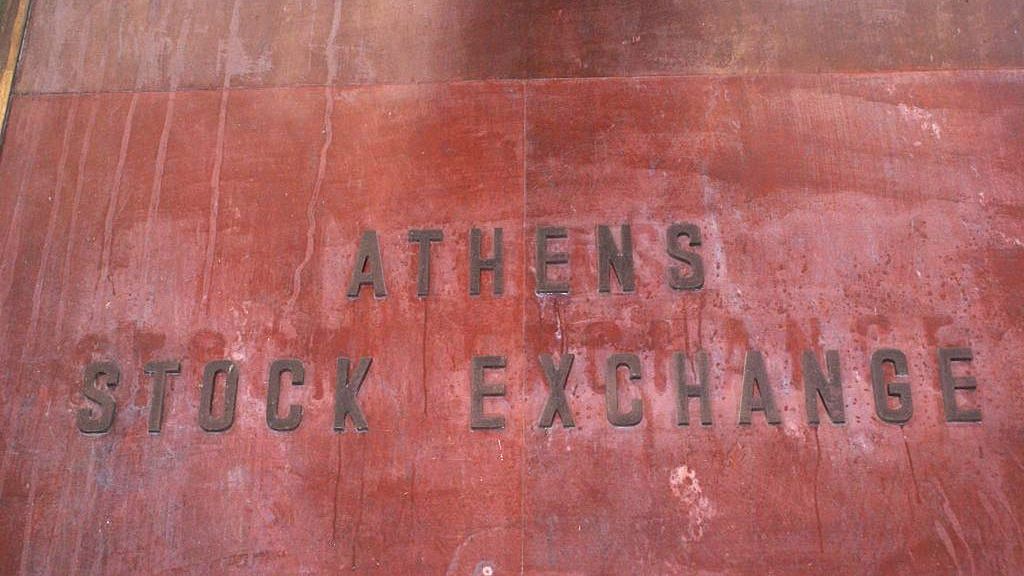 ATHENS
STOCK EXCHANGE